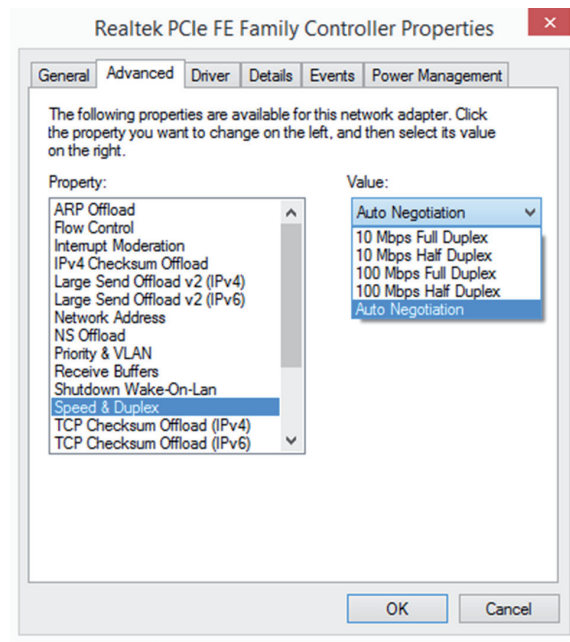 Realtek PCIe FE Family Controller Properties
General Advanced Driver Details Events Power Management
The following properties are available for this network adapter. Click
the property you want to change on the left, and then select its value
on the right.
Property:
ARP Offload
Flow Control
Interrupt Moderation
IPv4 Checksum Offload
Large Send Offload v2 (IPv4)
Large Send Offload v2 (IPv6)
Network Address
NS Offload
Priority & VLAN
Receive Buffers
Shutdown Wake-On-Lan
Speed & Duplex
TCP Checksum Offload (IPv4)
TCP Checksum Offload (IPv6)
Value:
Auto Negotiation
10 Mbps Full Duplex
10 Mbps Half Duplex
100 Mbps Full Duplex
100 Mbps Half Duplex
Auto Negotiation
OK Cancel